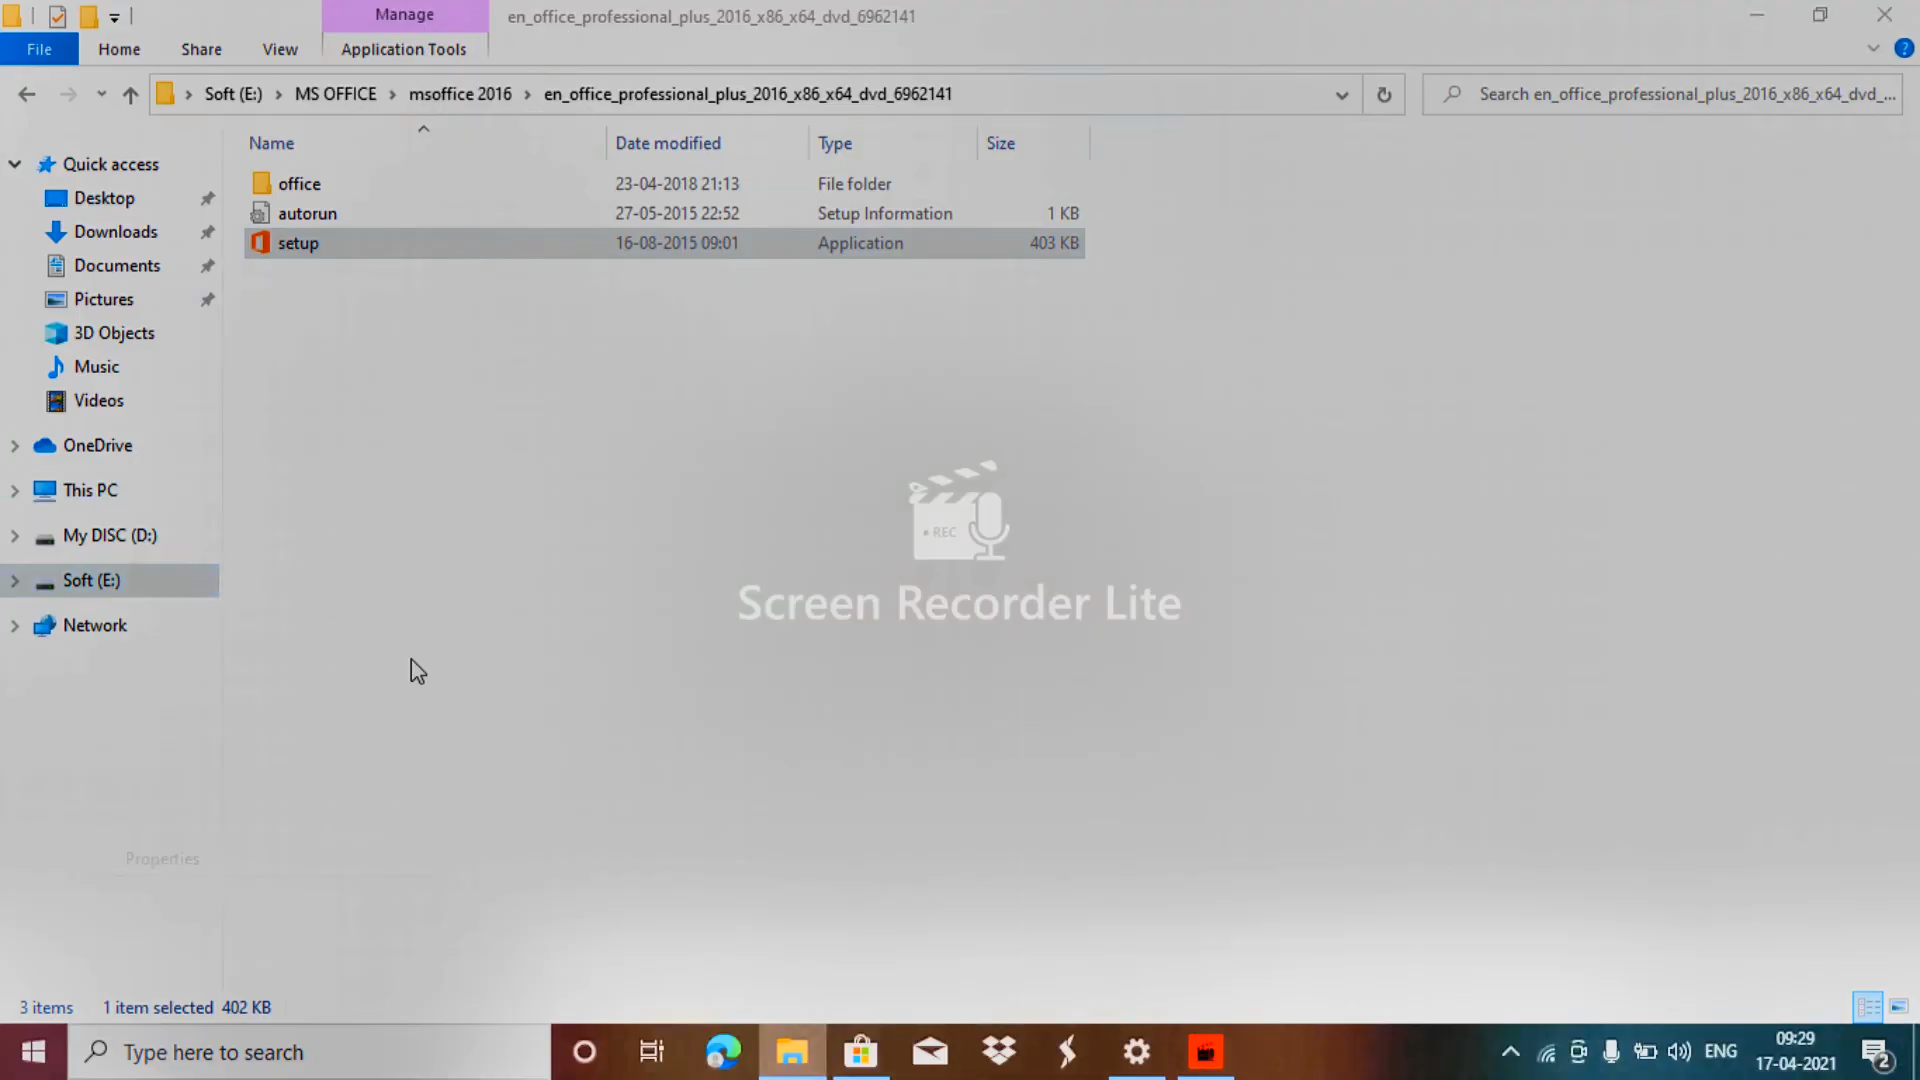 Manage
en_office_professional_plus_2016_x86_x64_dvd_6962141
File Home Share View Application Tools
Soft (E:) MS OFFICE msoffice 2016 en_office_professional_plus_2016_x86_x64_dvd_6962141
Search en_office_professional_plus_2016_x86_x64_dvd_...
Name Date modified Type Size
office 23-04-2018 21:13 File folder
autorun 27-05-2015 22:52 Setup Information 1 KB
setup 16-08-2015 09:01 Application 403 KB
Quick access
Desktop
Downloads
Documents
Pictures
3D Objects
Music
Videos
OneDrive
This PC
My DISC (D:)
Soft (E:)
Network
• REC
Screen Recorder Lite
Properties
3 items 1 item selected 402 KB
Type here to search
ENG
09:29
17-04-2021
2